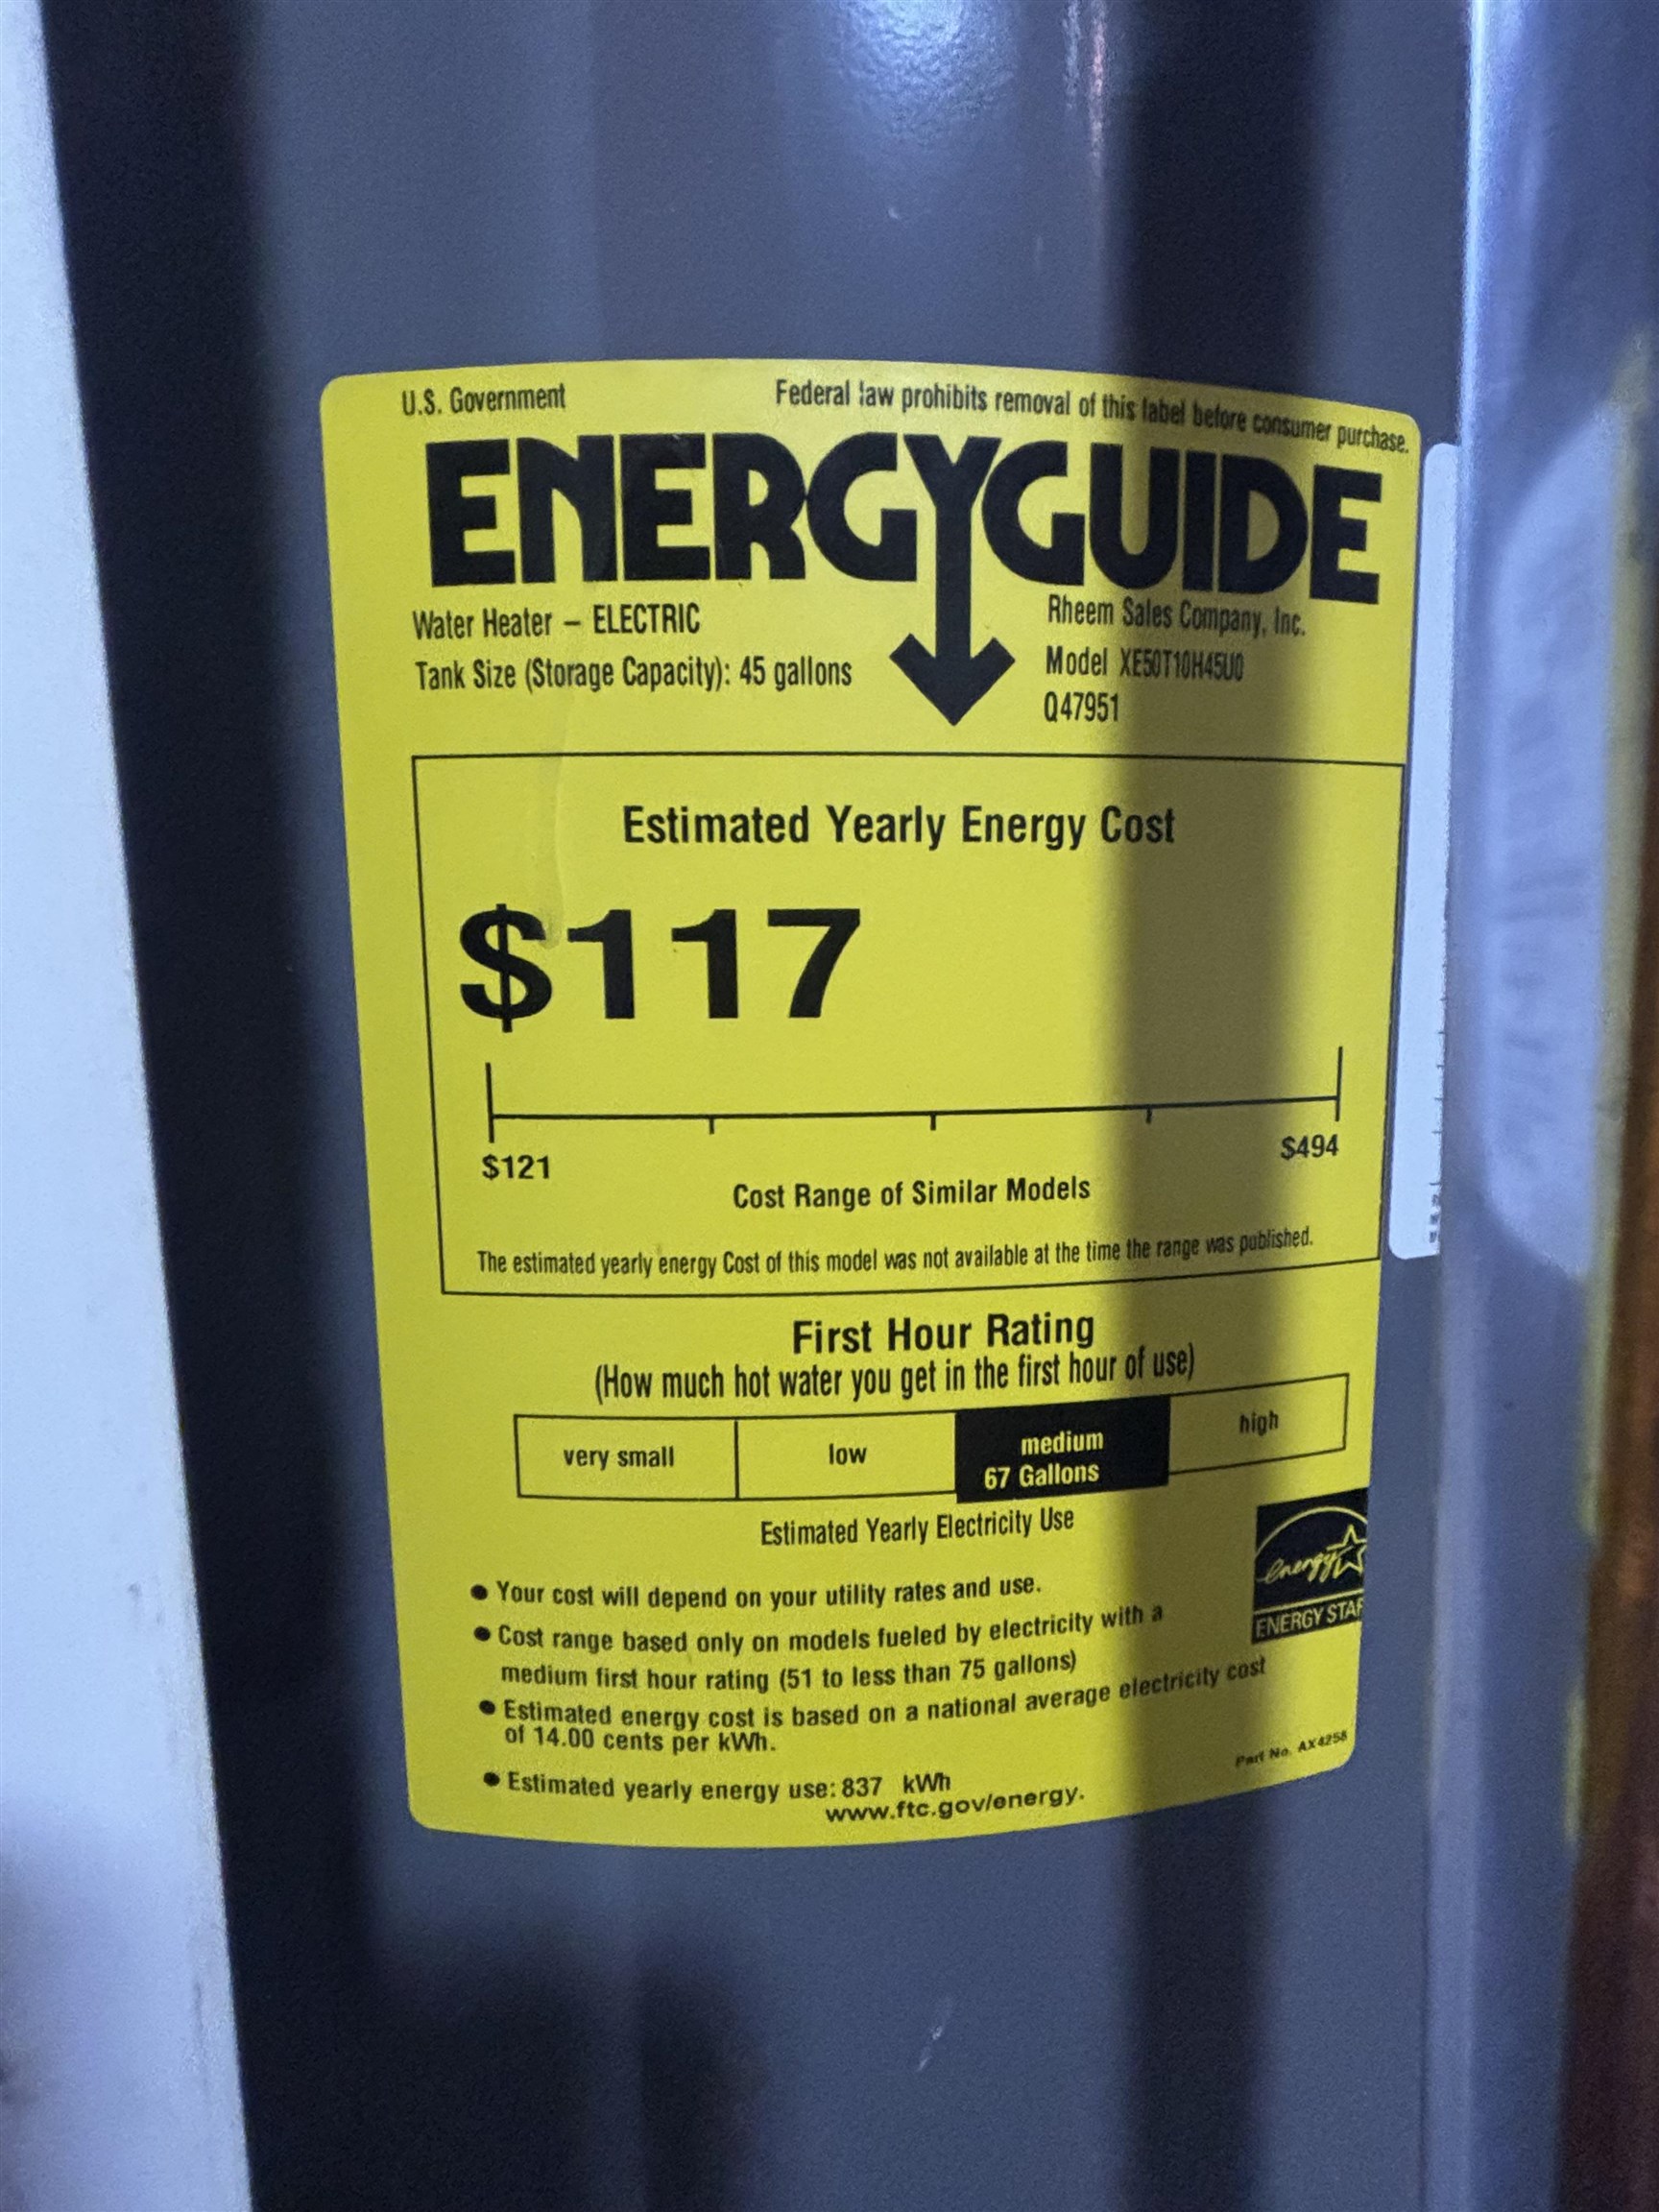 U.S. Government
Federal law prohibits removal of this label before consumer purchase.
ENERGYGUIDE
Water Heater – ELECTRIC
Tank Size (Storage Capacity): 45 gallons
Rheem Sales Company, Inc.
Model XE50T10H45U0
Q47951
Estimated Yearly Energy Cost
$117
$121
$494
Cost Range of Similar Models
The estimated yearly energy Cost of this model was not available at the time the range was published.
First Hour Rating
(How much hot water you get in the first hour of use)
very small
low
medium
67 Gallons
high
Estimated Yearly Electricity Use
energy
ENERGY STAR
● Your cost will depend on your utility rates and use.
● Cost range based only on models fueled by electricity with a
medium first hour rating (51 to less than 75 gallons)
● Estimated energy cost is based on a national average electricity cost
of 14.00 cents per kWh.
● Estimated yearly energy use: 837 kWh
www.ftc.gov/energy.
Part No. AX4258